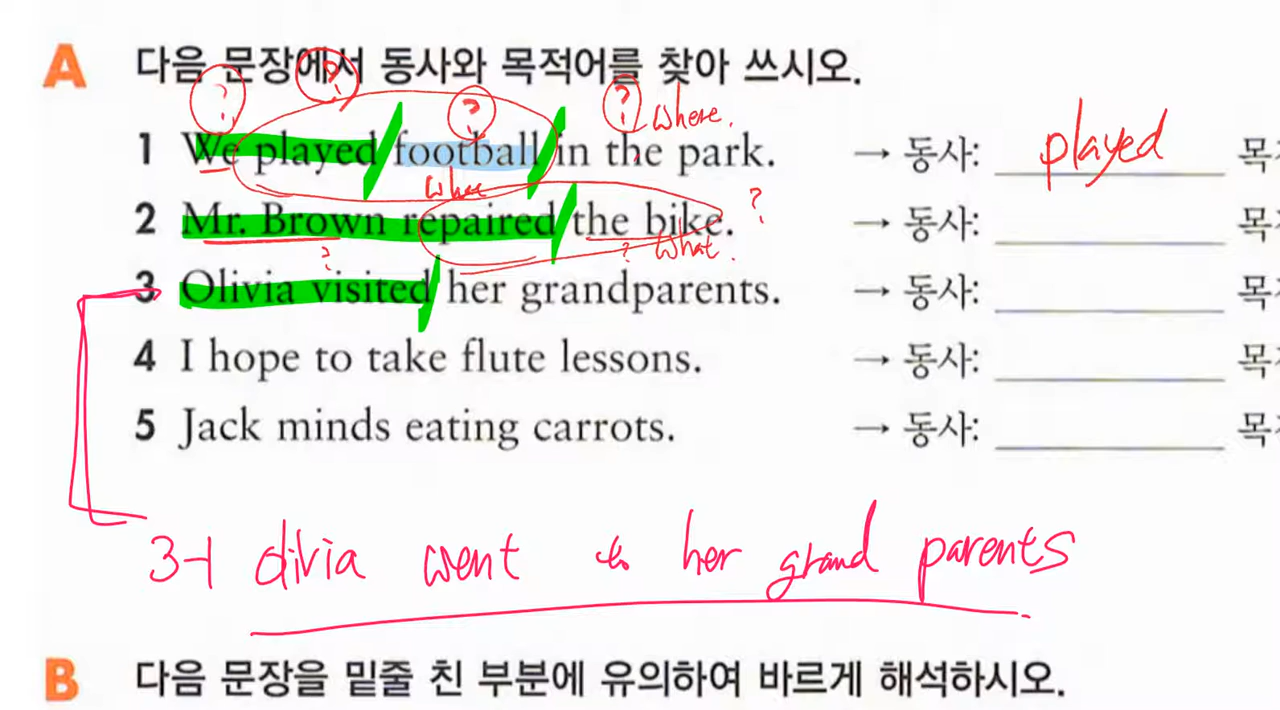 A 다음 문장에서 동사와 목적어를 찾아 쓰시오.
? ? ? ? where.
1 We played / football / in the park. → 동사: played 목
2 Mr. Brown repaired / the bike. ? → 동사: 목
? ? what.
3 Olivia visited / her grandparents. → 동사: 목
4 I hope to take flute lessons. → 동사: 목
5 Jack minds eating carrots. → 동사: 목
3-1 olivia went to her grand parents
B 다음 문장을 밑줄 친 부분에 유의하여 바르게 해석하시오.